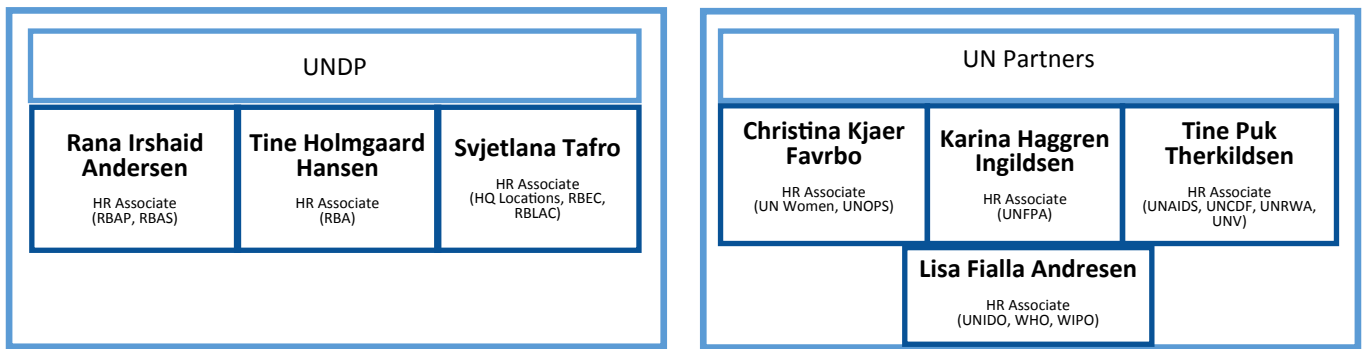 UNDP
Rana Irshaid
Andersen
HR Associate
(RBAP, RBAS)
Tine Holmgaard
Hansen
HR Associate
(RBA)
Svjetlana Tafro
HR Associate
(HQ Locations, RBEC,
RBLAC)
UN Partners
Christina Kjaer
Favrbo
HR Associate
(UN Women, UNOPS)
Karina Haggren
Ingildsen
HR Associate
(UNFPA)
Tine Puk
Therkildsen
HR Associate
(UNAIDS, UNCDF, UNRWA,
UNV)
Lisa Fialla Andresen
HR Associate
(UNIDO, WHO, WIPO)